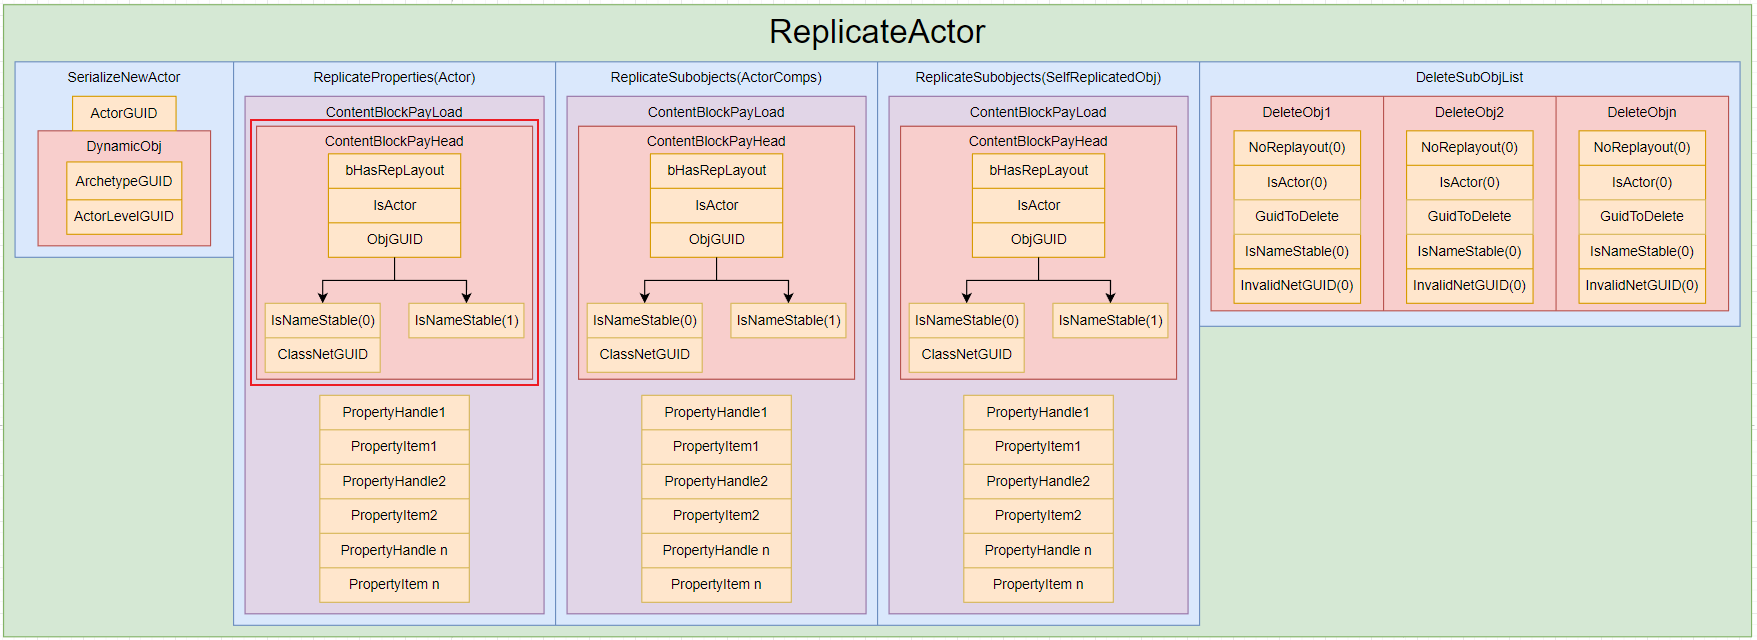 ReplicateActor
SerializeNewActor
ActorGUID
DynamicObj
ArchetypeGUID
ActorLevelGUID
ReplicateProperties(Actor)
ContentBlockPayLoad
ContentBlockPayHead
bHasRepLayout
IsActor
ObjGUID
IsNameStable(0)
ClassNetGUID
IsNameStable(1)
PropertyHandle1
PropertyItem1
PropertyHandle2
PropertyItem2
PropertyHandle n
PropertyItem n
ReplicateSubobjects(ActorComps)
ContentBlockPayLoad
ContentBlockPayHead
bHasRepLayout
IsActor
ObjGUID
IsNameStable(0)
ClassNetGUID
IsNameStable(1)
PropertyHandle1
PropertyItem1
PropertyHandle2
PropertyItem2
PropertyHandle n
PropertyItem n
ReplicateSubobjects(SelfReplicatedObj)
ContentBlockPayLoad
ContentBlockPayHead
bHasRepLayout
IsActor
ObjGUID
IsNameStable(0)
ClassNetGUID
IsNameStable(1)
PropertyHandle1
PropertyItem1
PropertyHandle2
PropertyItem2
PropertyHandle n
PropertyItem n
DeleteSubObjList
DeleteObj1
NoReplayout(0)
IsActor(0)
GuidToDelete
IsNameStable(0)
InvalidNetGUID(0)
DeleteObj2
NoReplayout(0)
IsActor(0)
GuidToDelete
IsNameStable(0)
InvalidNetGUID(0)
DeleteObjn
NoReplayout(0)
IsActor(0)
GuidToDelete
IsNameStable(0)
InvalidNetGUID(0)